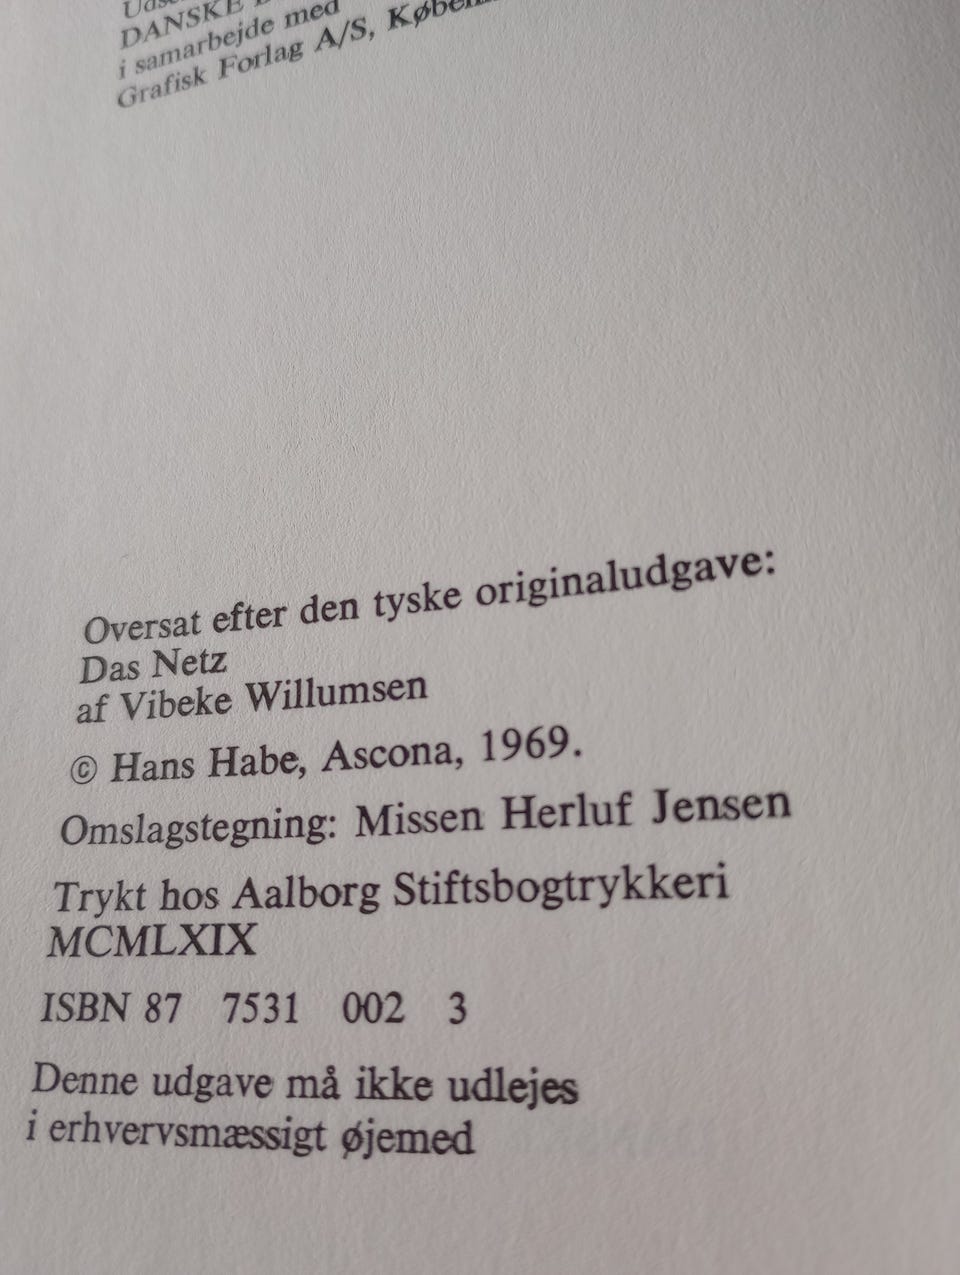 DANSKE
i samarbejde med
Grafisk Forlag A/S,
Oversat efter den tyske originaludgave:
Das Netz
af Vibeke Willumsen
© Hans Habe, Ascona, 1969.
Omslagstegning: Missen Herluf Jensen
Trykt hos Aalborg Stiftsbogtrykkeri
MCMLXIX
ISBN 87 7531 002 3
Denne udgave må ikke udlejes
i erhvervsmæssigt øjemed